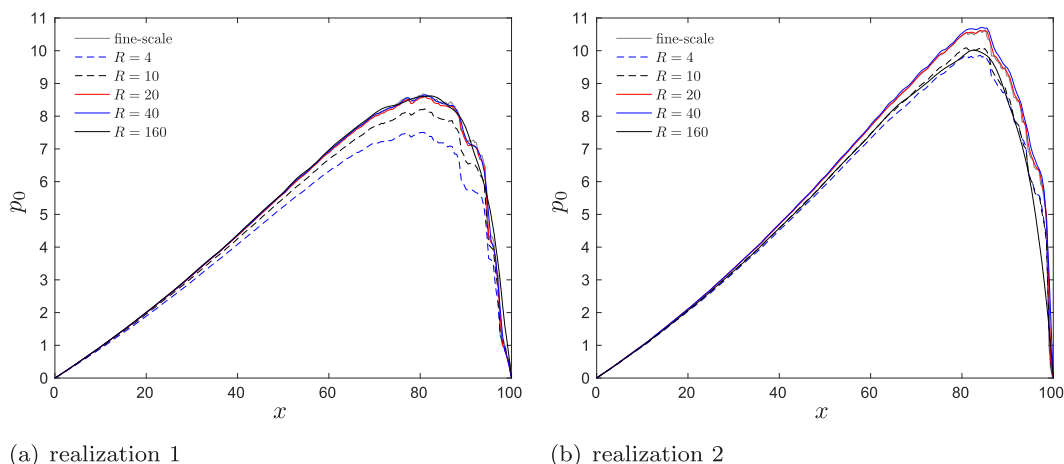 11
10
9
8
7
6
5
4
3
2
1
0
p₀
0 20 40 60 80 100
x
fine-scale
R = 4
R = 10
R = 20
R = 40
R = 160
(a) realization 1
11
10
9
8
7
6
5
4
3
2
1
0
p₀
0 20 40 60 80 100
x
fine-scale
R = 4
R = 10
R = 20
R = 40
R = 160
(b) realization 2